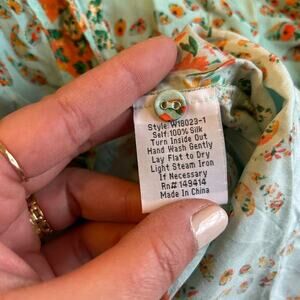 Style:W18023-1
Self:100% Silk
Turn Inside Out
Hand Wash Gently
Lay Flat to Dry
Light Steam Iron
If Necessary
Rn# 149414
Made In China